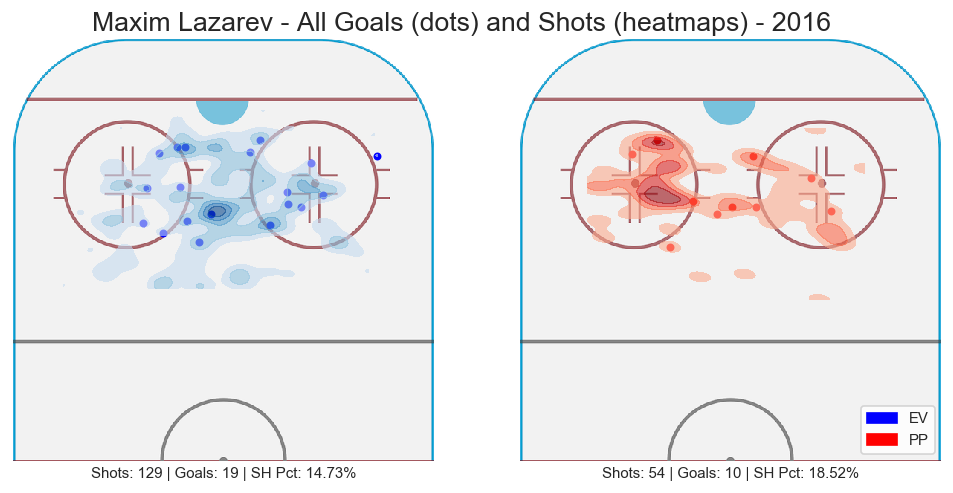 Maxim Lazarev - All Goals (dots) and Shots (heatmaps) - 2016
EV
PP
Shots: 129 | Goals: 19 | SH Pct: 14.73%
Shots: 54 | Goals: 10 | SH Pct: 18.52%